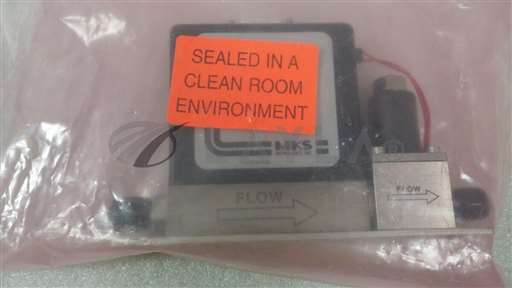 SEALED IN A
CLEAN ROOM
ENVIRONMENT
MKS
FLOW
FLOW